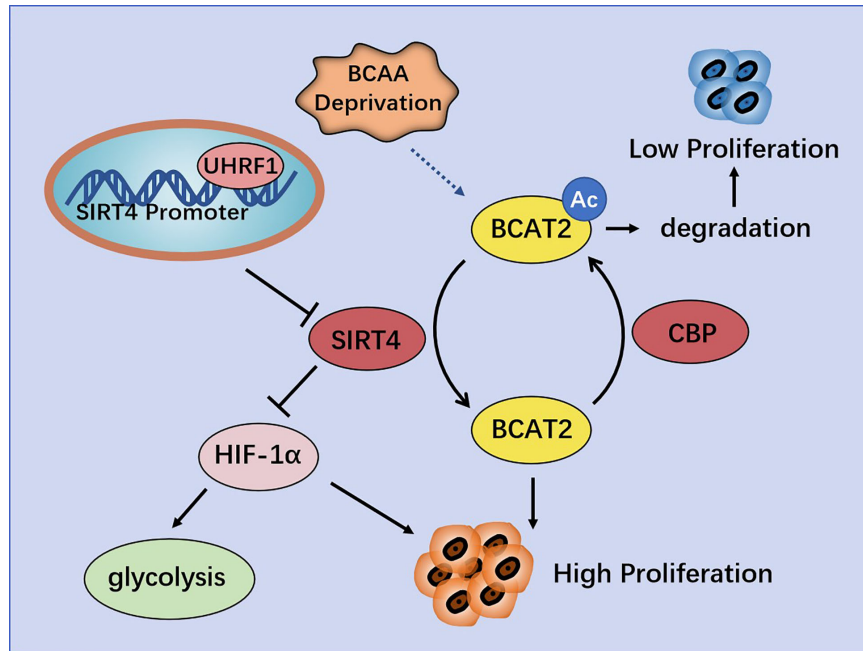 BCAA
Deprivation
Low Proliferation
UHRF1
SIRT4 Promoter
Ac
BCAT2
degradation
SIRT4
CBP
BCAT2
HIF-1α
glycolysis
High Proliferation